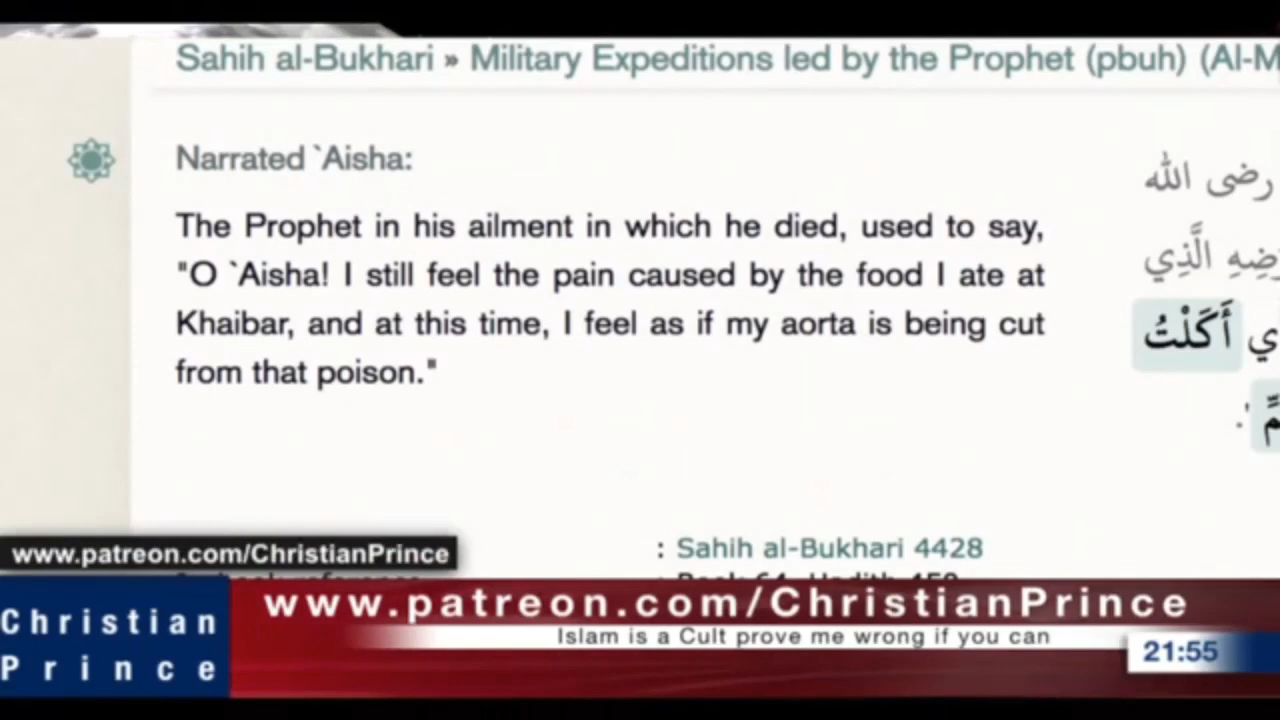 Sahih al-Bukhari » Military Expeditions led by the Prophet (pbuh) (Al-M
Narrated `Aisha:
رضى الله
The Prophet in his ailment in which he died, used to say,
"O `Aisha! I still feel the pain caused by the food I ate at
الَّذِي
Khaibar, and at this time, I feel as if my aorta is being cut
أَكَلْتُ
from that poison."
: Sahih al-Bukhari 4428
www.patreon.com/ChristianPrince
www.patreon.com/ChristianPrince
Islam is a Cult prove me wrong if you can
Christian
Prince
21:55